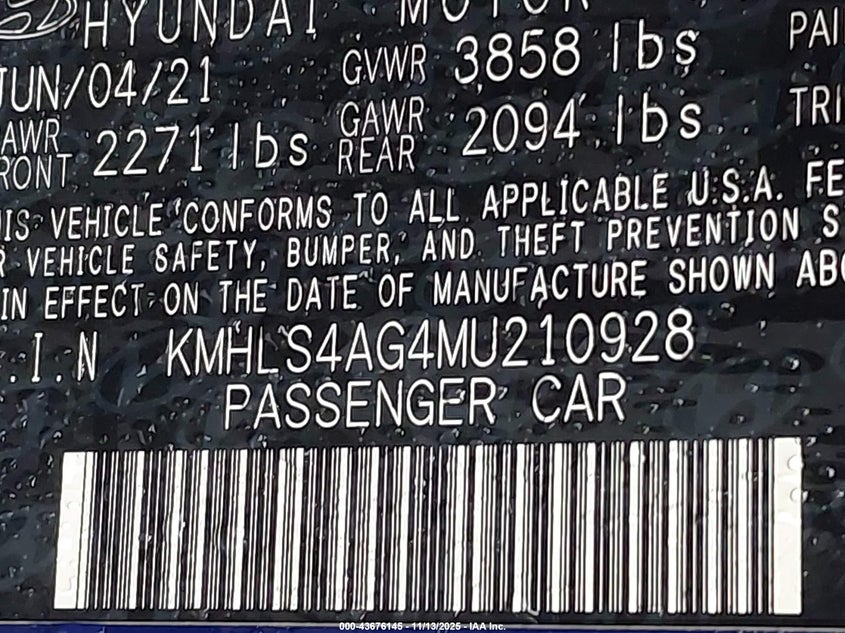 HYUNDAI MOTOR
JUN/04/21 GVWR 3858 lbs PAI
AWR FRONT 2271 lbs GAWR REAR 2094 lbs TRI
IS VEHICLE CONFORMS TO ALL APPLICABLE U.S.A. FE
R VEHICLE SAFETY, BUMPER, AND THEFT PREVENTION S
IN EFFECT ON THE DATE OF MANUFACTURE SHOWN ABO
.I.N KMHLS4AG4MU210928
PASSENGER CAR
000-43676145 - 11/13/2025 - IAA Inc.